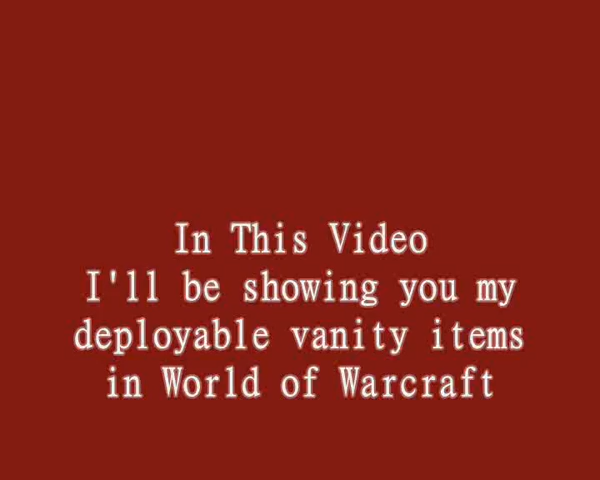 In This Video
I'll be showing you my
deployable vanity items
in World of Warcraft